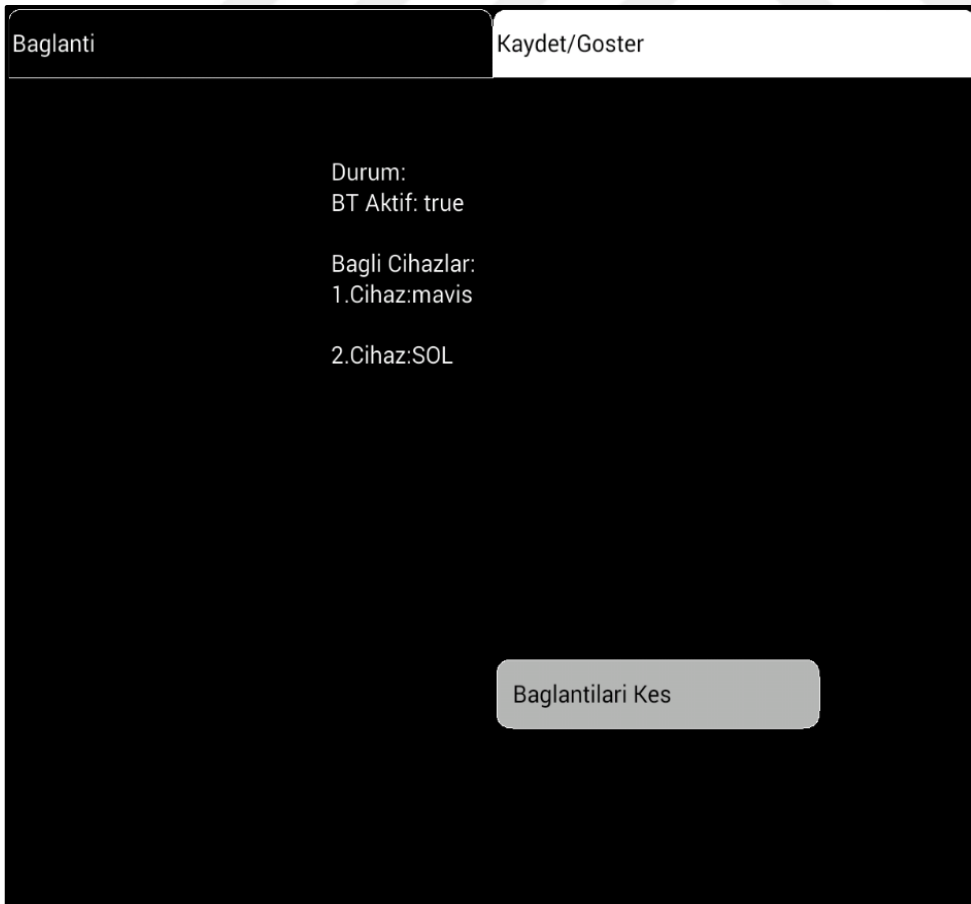 Baglanti
Kaydet/Goster
Durum:
BT Aktif: true
Bagli Cihazlar:
1.Cihaz:mavis
2.Cihaz:SOL
Baglantilari Kes